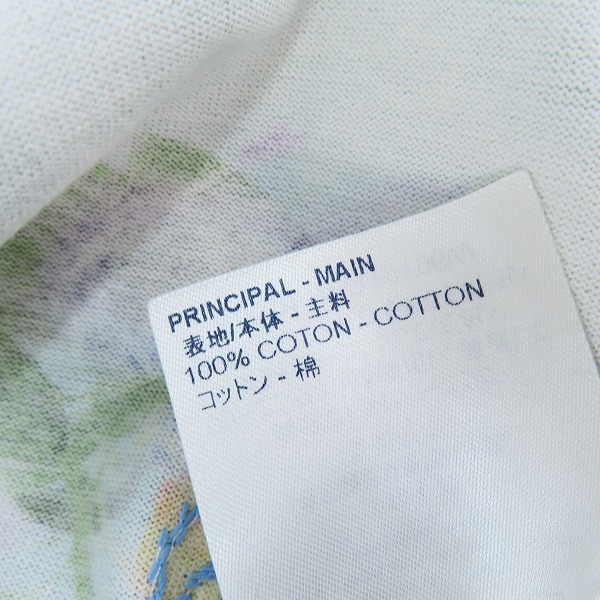 PRINCIPAL - MAIN
表地/本体 - 主料
100% COTON - COTTON
コットン - 棉